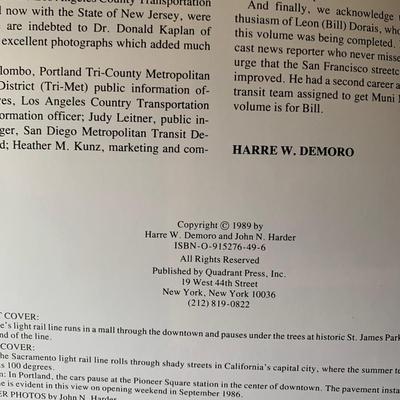 Transportation
l now with the State of New Jersey, were
are indebted to Dr. Donald Kaplan of
excellent photographs which added much
lombo, Portland Tri-County Metropolitan
District (Tri-Met) public information of-
res, Los Angeles Country Transportation
ormation officer; Judy Leitner, public in-
ger, San Diego Metropolitan Transit De-
d; Heather M. Kunz, marketing and com-
And finally, we acknowledge
thusiasm of Leon (Bill) Dorais, who
this volume was being completed.
cast news reporter who never misse
urge that the San Francisco streetc
improved. He had a second career a
transit team assigned to get Muni
volume is for Bill.
HARRE W. DEMORO
Copyright © 1989 by
Harre W. Demoro and John N. Harder
ISBN-O-915276-49-6
All Rights Reserved
Published by Quadrant Press, Inc.
19 West 44th Street
New York, New York 10036
(212) 819-0822
COVER:
e's light rail line runs in a mall through the downtown and pauses under the trees at historic St. James Park
nd of the line.
COVER:
he Sacramento light rail line rolls through shady streets in California's capital city, where the summer te
s 100 degrees.
n: In Portland, the cars pause at the Pioneer Square station in the center of downtown. The pavement insta
ne is evident in this view on opening weekend in September 1986.
ER PHOTOS by John N. Harder